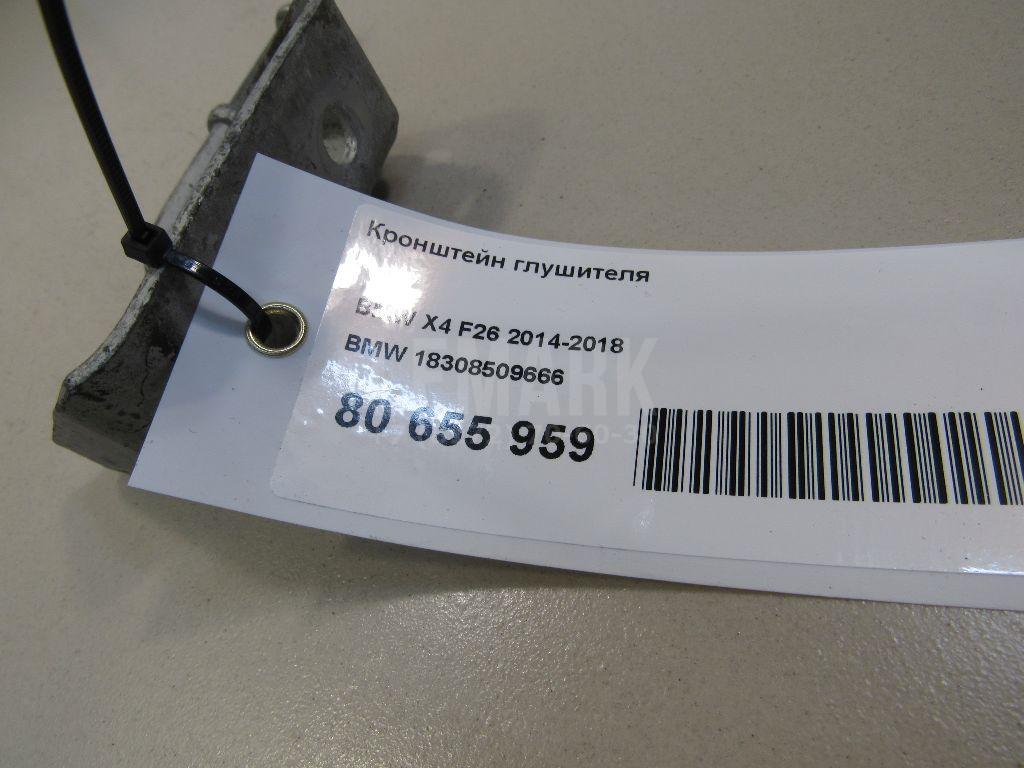 Кронштейн глушителя
BMW X4 F26 2014-2018
BMW 18308509666
80 655 959